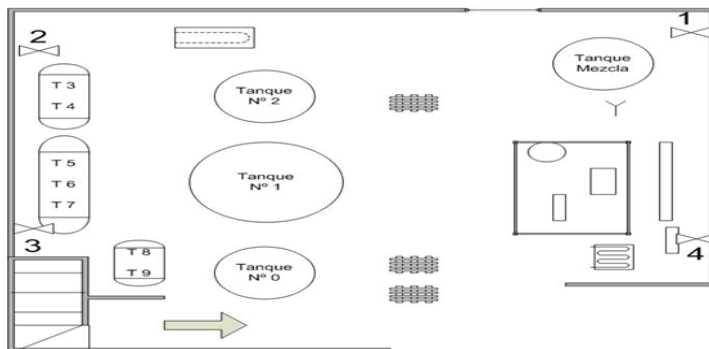 1
2
Tanque
Mezcla
T 3
T 4
Tanque
Nº 2
T 5
T 6
T 7
Tanque
Nº 1
3
4
T 8
T 9
Tanque
Nº 0